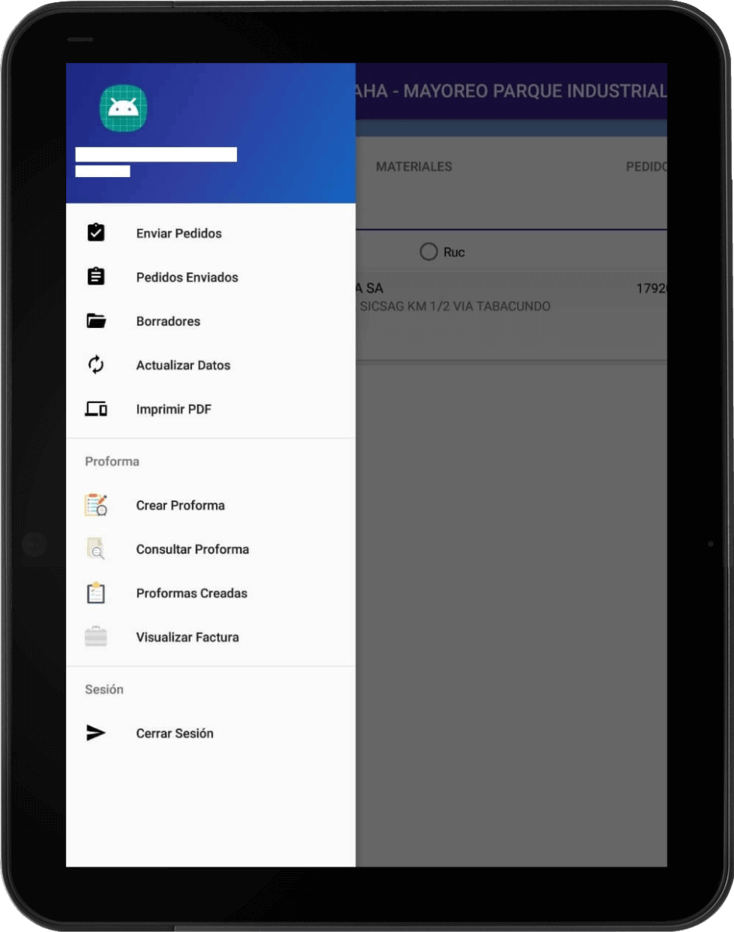 AHA - MAYOREO PARQUE INDUSTRIAL
MATERIALES
PEDIDO
Ruc
A SA
1792
SICSAG KM 1/2 VIA TABACUNDO
Enviar Pedidos
Pedidos Enviados
Borradores
Actualizar Datos
Imprimir PDF
Proforma
Crear Proforma
Consultar Proforma
Proformas Creadas
Visualizar Factura
Sesión
Cerrar Sesión